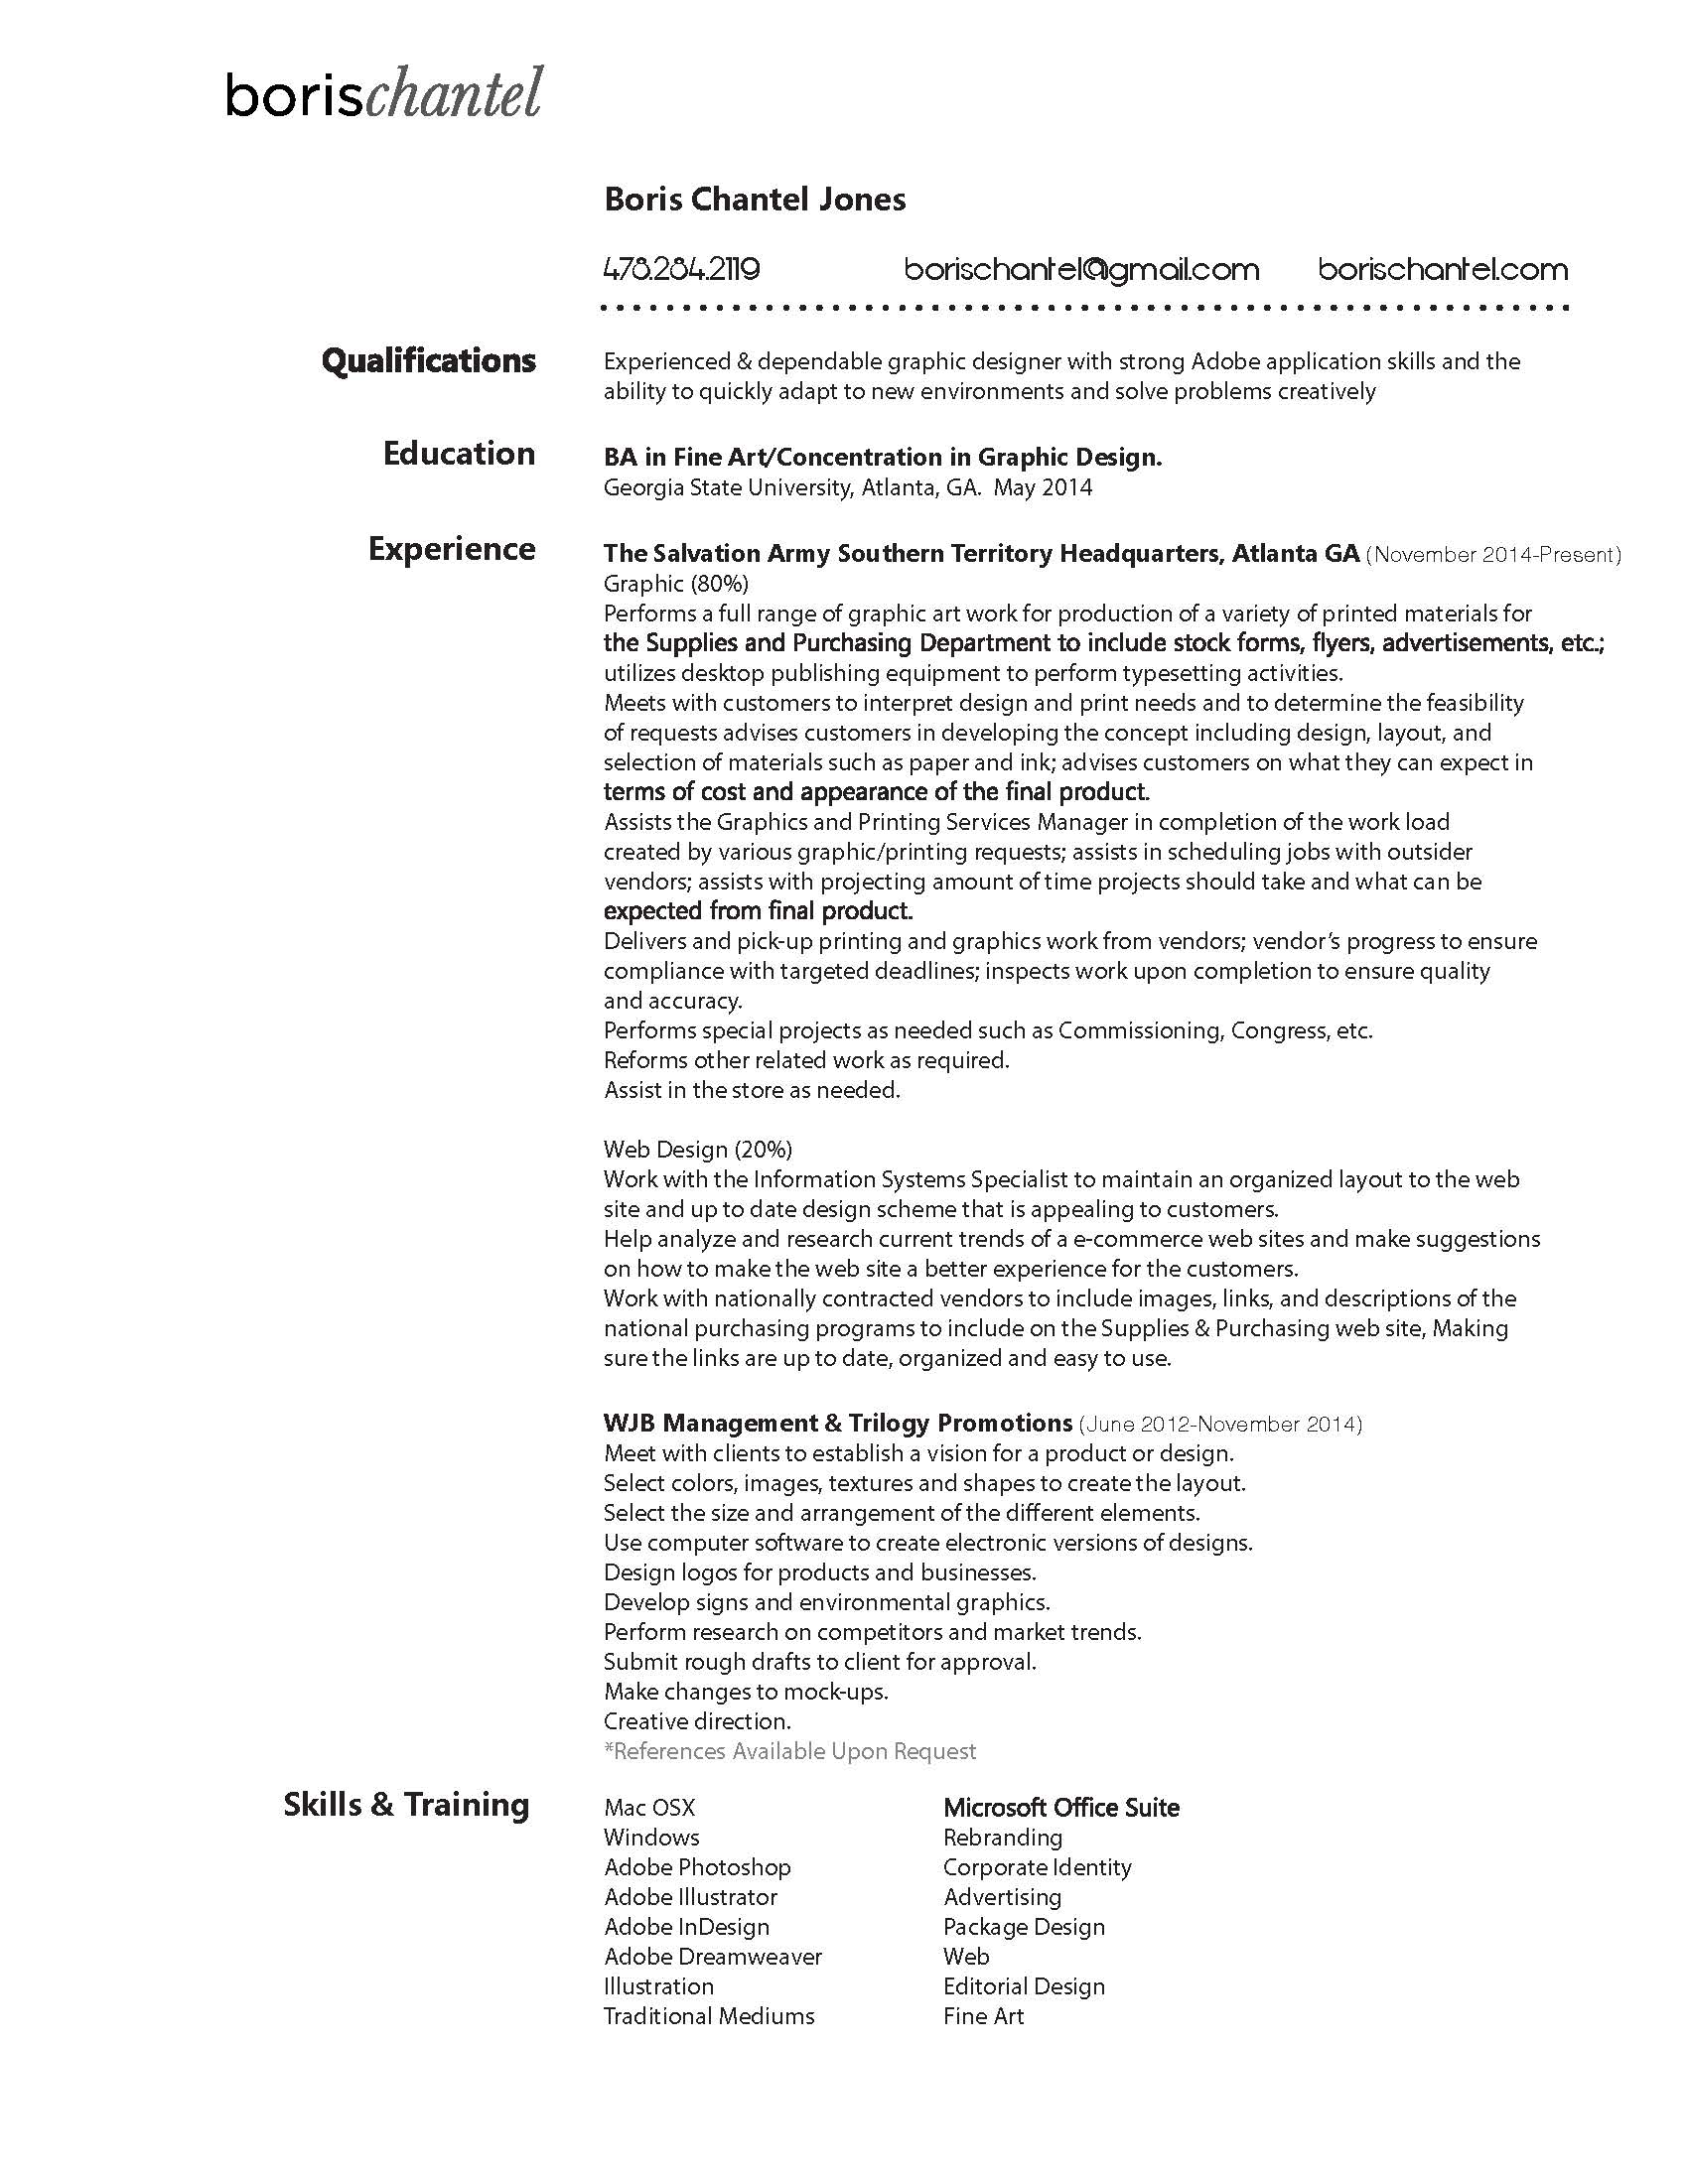 borischantel
Boris Chantel Jones
478.284.2119 borischantel@gmail.com borischantel.com
Qualifications
Experienced & dependable graphic designer with strong Adobe application skills and the
ability to quickly adapt to new environments and solve problems creatively
Education
BA in Fine Art/Concentration in Graphic Design.
Georgia State University, Atlanta, GA. May 2014
Experience
The Salvation Army Southern Territory Headquarters, Atlanta GA (November 2014-Present)
Graphic (80%)
Performs a full range of graphic art work for production of a variety of printed materials for
the Supplies and Purchasing Department to include stock forms, flyers, advertisements, etc.;
utilizes desktop publishing equipment to perform typesetting activities.
Meets with customers to interpret design and print needs and to determine the feasibility
of requests advises customers in developing the concept including design, layout, and
selection of materials such as paper and ink; advises customers on what they can expect in
terms of cost and appearance of the final product.
Assists the Graphics and Printing Services Manager in completion of the work load
created by various graphic/printing requests; assists in scheduling jobs with outsider
vendors; assists with projecting amount of time projects should take and what can be
expected from final product.
Delivers and pick-up printing and graphics work from vendors; vendor's progress to ensure
compliance with targeted deadlines; inspects work upon completion to ensure quality
and accuracy.
Performs special projects as needed such as Commissioning, Congress, etc.
Reforms other related work as required.
Assist in the store as needed.
Web Design (20%)
Work with the Information Systems Specialist to maintain an organized layout to the web
site and up to date design scheme that is appealing to customers.
Help analyze and research current trends of a e-commerce web sites and make suggestions
on how to make the web site a better experience for the customers.
Work with nationally contracted vendors to include images, links, and descriptions of the
national purchasing programs to include on the Supplies & Purchasing web site, Making
sure the links are up to date, organized and easy to use.
WJB Management & Trilogy Promotions (June 2012-November 2014)
Meet with clients to establish a vision for a product or design.
Select colors, images, textures and shapes to create the layout.
Select the size and arrangement of the different elements.
Use computer software to create electronic versions of designs.
Design logos for products and businesses.
Develop signs and environmental graphics.
Perform research on competitors and market trends.
Submit rough drafts to client for approval.
Make changes to mock-ups.
Creative direction.
*References Available Upon Request
Skills & Training
Mac OSX
Windows
Adobe Photoshop
Adobe Illustrator
Adobe InDesign
Adobe Dreamweaver
Illustration
Traditional Mediums
Microsoft Office Suite
Rebranding
Corporate Identity
Advertising
Package Design
Web
Editorial Design
Fine Art